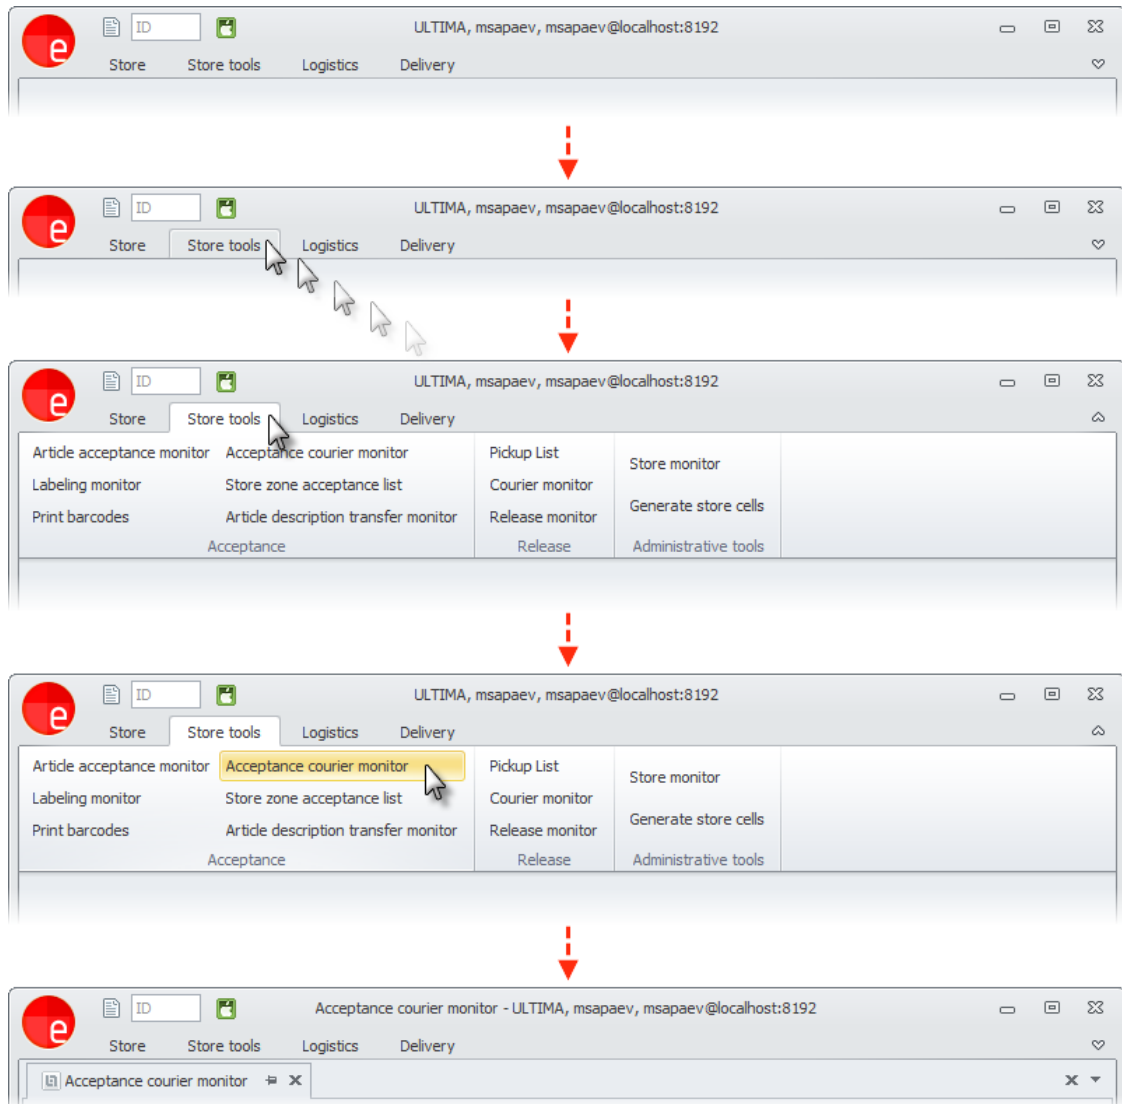 ID ULTIMA, msapaev, msapaev@localhost:8192
e
Store Store tools Logistics Delivery
ID ULTIMA, msapaev, msapaev@localhost:8192
e
Store Store tools Logistics Delivery
ID ULTIMA, msapaev, msapaev@localhost:8192
e
Store Store tools Logistics Delivery
Article acceptance monitor Acceptance courier monitor Pickup List
Store monitor
Labeling monitor Store zone acceptance list Courier monitor
Generate store cells
Print barcodes Article description transfer monitor Release monitor
Acceptance Release Administrative tools
ID ULTIMA, msapaev, msapaev@localhost:8192
e
Store Store tools Logistics Delivery
Article acceptance monitor Acceptance courier monitor Pickup List
Store monitor
Labeling monitor Store zone acceptance list Courier monitor
Generate store cells
Print barcodes Article description transfer monitor Release monitor
Acceptance Release Administrative tools
ID Acceptance courier monitor - ULTIMA, msapaev, msapaev@localhost:8192
e
Store Store tools Logistics Delivery
Acceptance courier monitor